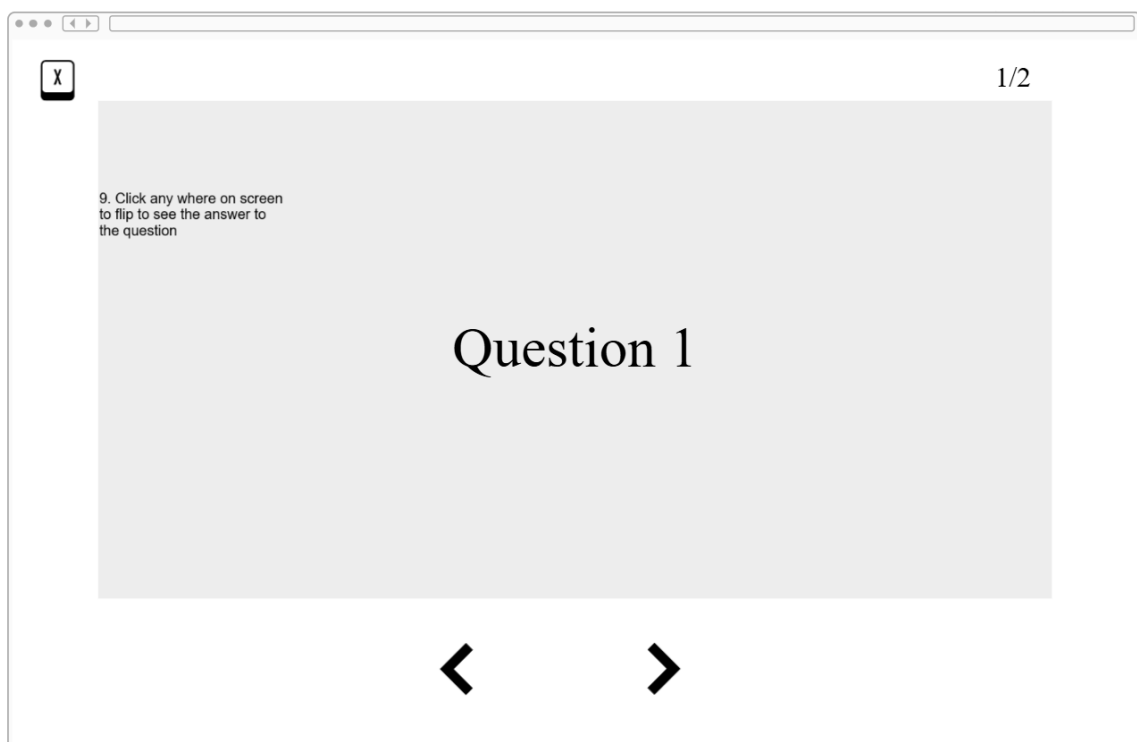 X
1/2
9. Click any where on screen
to flip to see the answer to
the question
Question 1